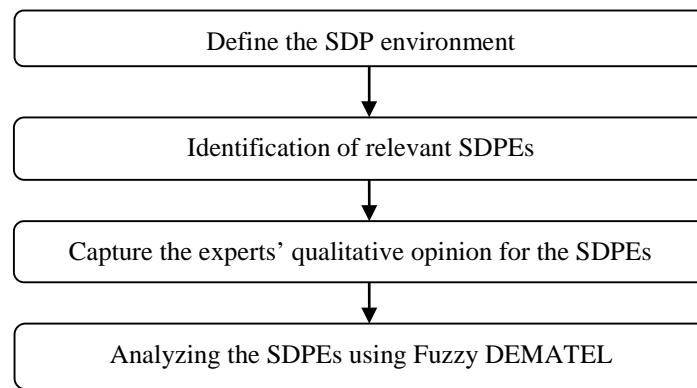 Define the SDP environment
Identification of relevant SDPEs
Capture the experts’ qualitative opinion for the SDPEs
Analyzing the SDPEs using Fuzzy DEMATEL